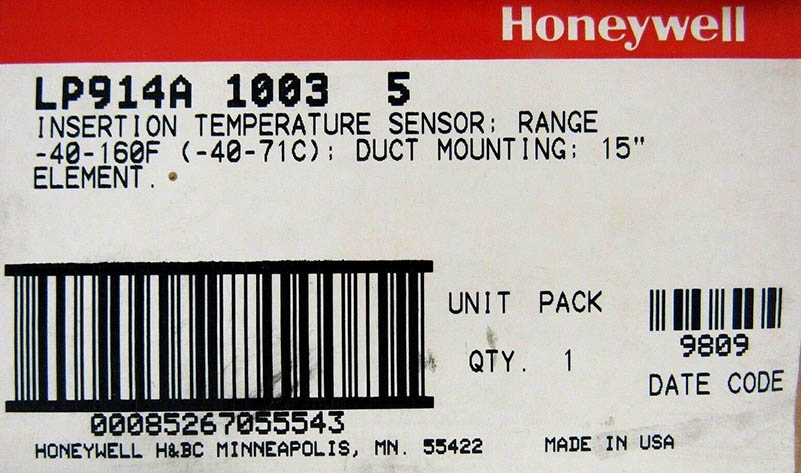 Honeywell
LP914A 1003 5
INSERTION TEMPERATURE SENSOR; RANGE
-40-160F (-40-71C); DUCT MOUNTING; 15"
ELEMENT.
UNIT PACK
QTY. 1
9809
DATE CODE
00085267055543
HONEYWELL H&BC MINNEAPOLIS, MN. 55422 MADE IN USA